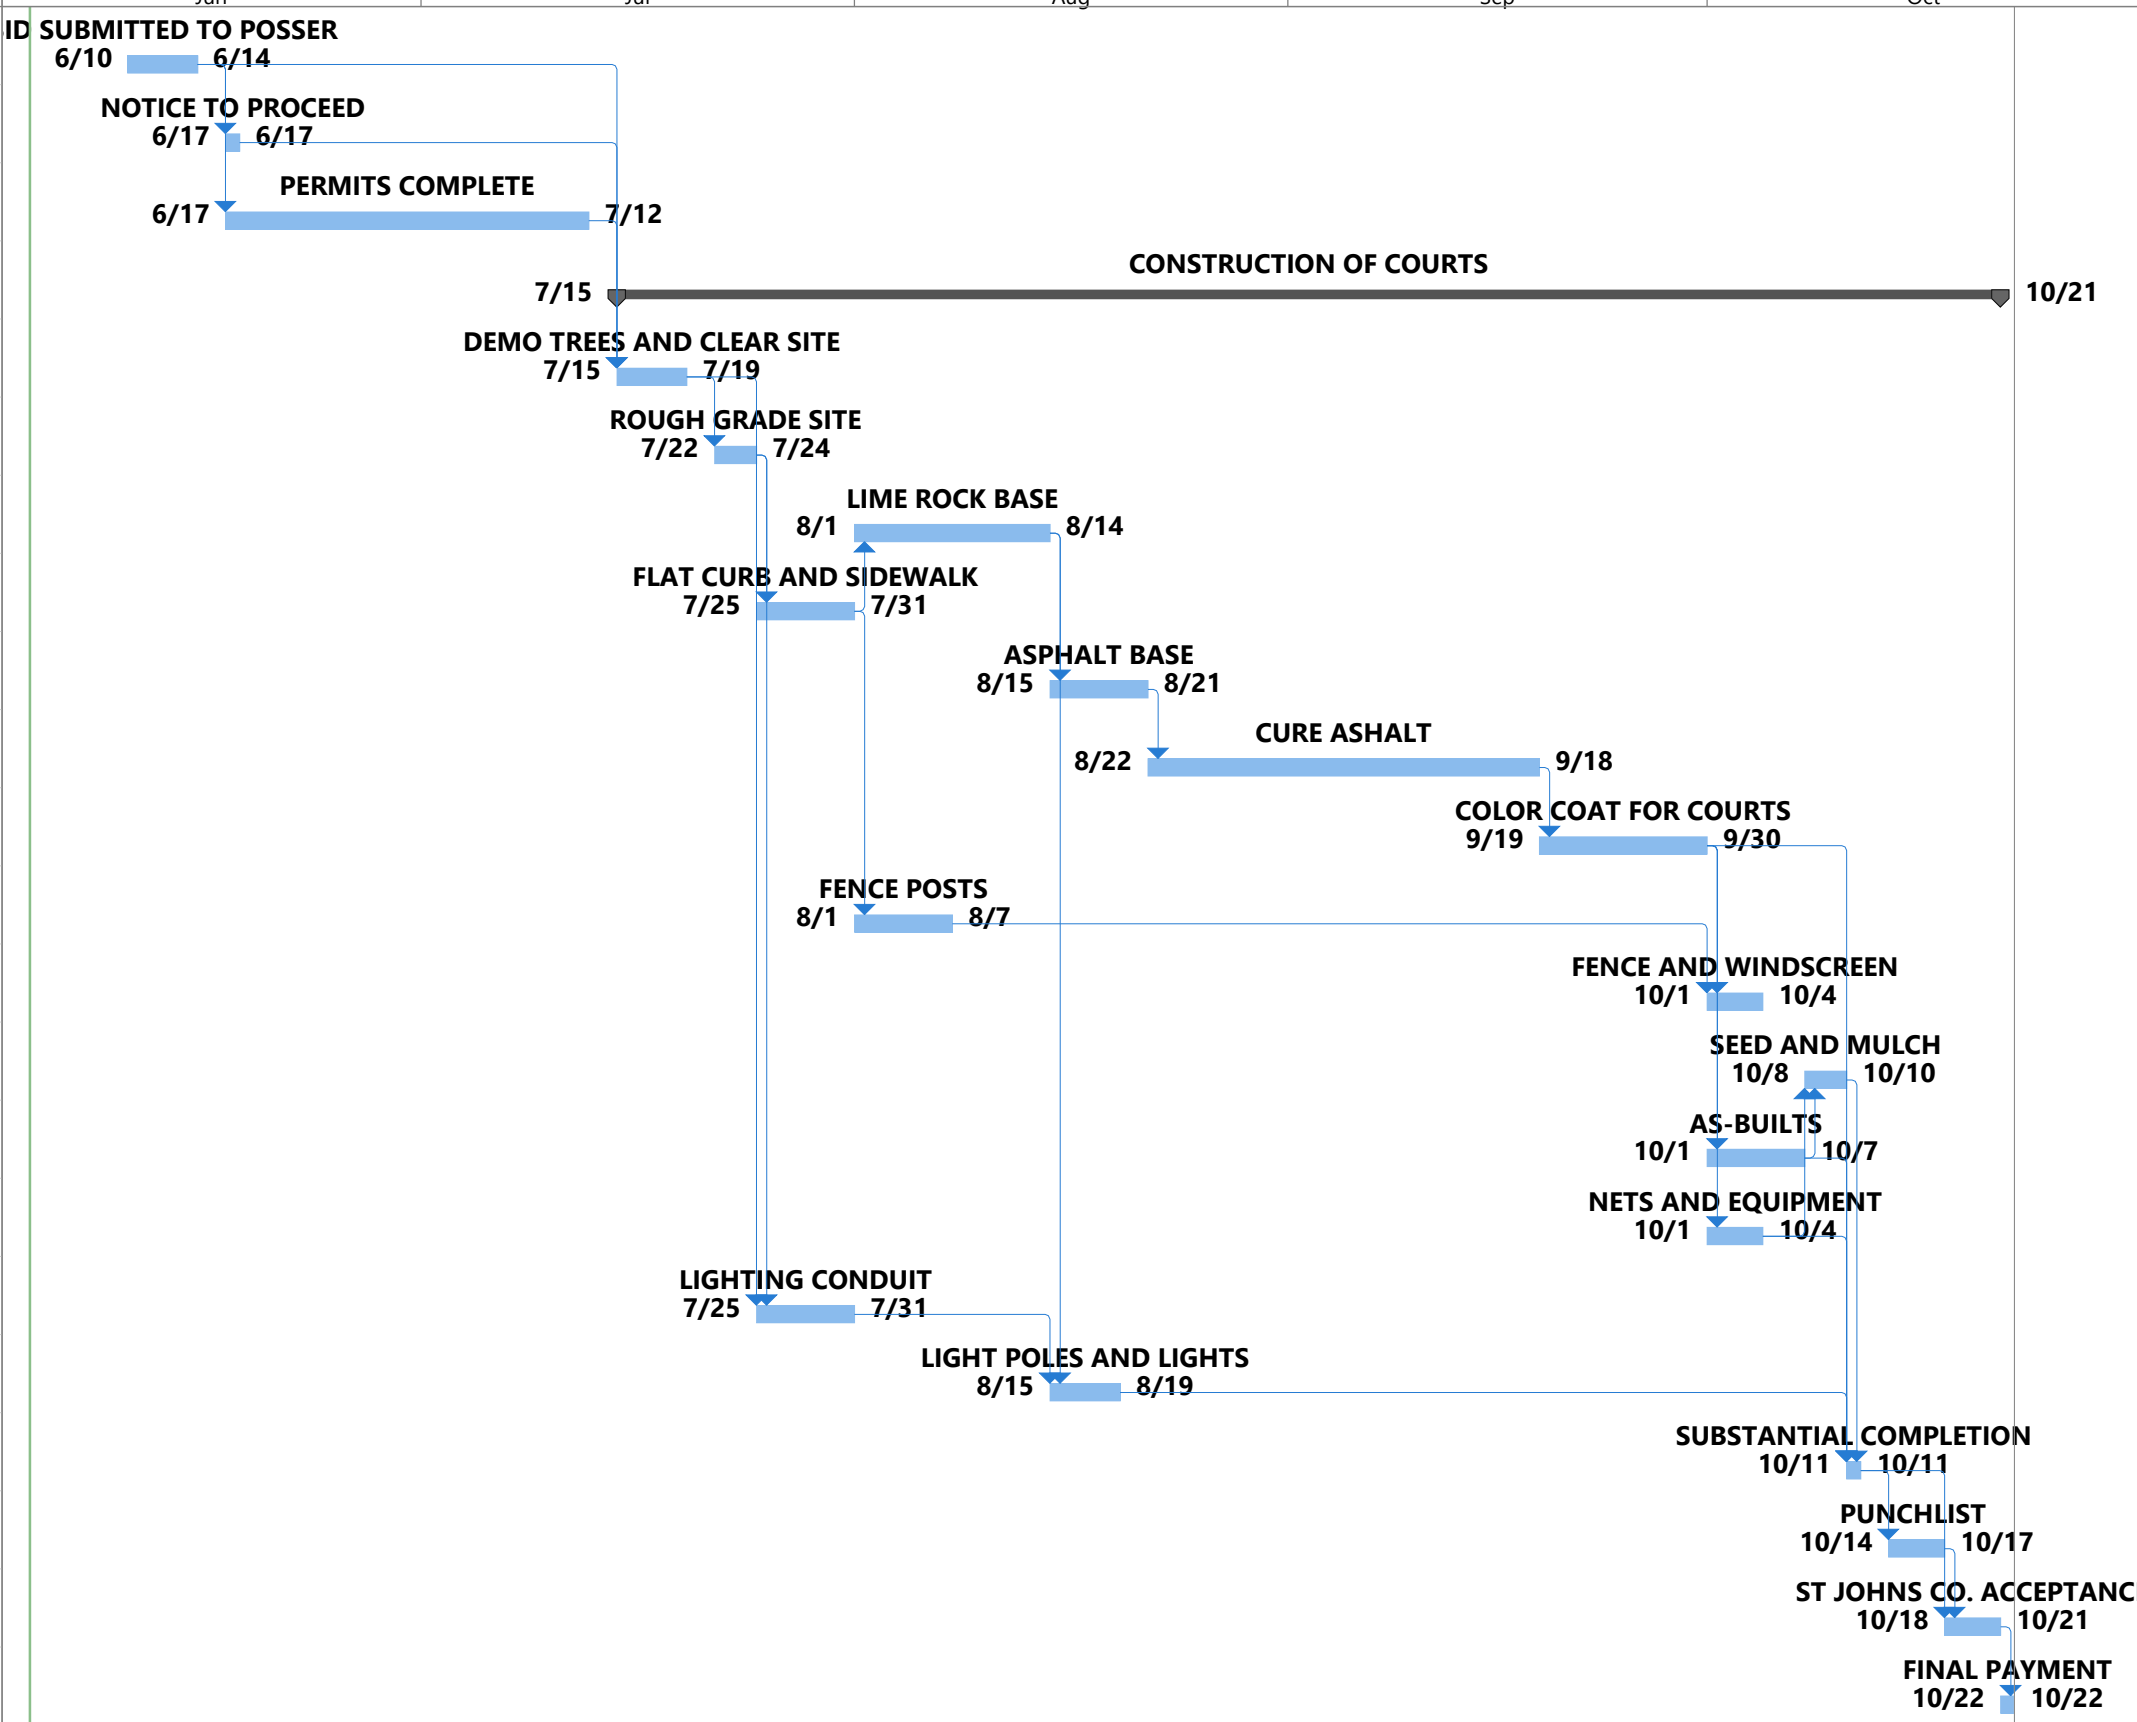 Jun Jul Aug Sep Oct
ID SUBMITTED TO POSSER
6/10 6/14
NOTICE TO PROCEED
6/17 6/17
PERMITS COMPLETE
6/17 7/12
CONSTRUCTION OF COURTS
7/15 10/21
DEMO TREES AND CLEAR SITE
7/15 7/19
ROUGH GRADE SITE
7/22 7/24
LIME ROCK BASE
8/1 8/14
FLAT CURB AND SIDEWALK
7/25 7/31
ASPHALT BASE
8/15 8/21
CURE ASHALT
8/22 9/18
COLOR COAT FOR COURTS
9/19 9/30
FENCE POSTS
8/1 8/7
FENCE AND WINDSCREEN
10/1 10/4
SEED AND MULCH
10/8 10/10
AS-BUILTS
10/1 10/7
NETS AND EQUIPMENT
10/1 10/4
LIGHTING CONDUIT
7/25 7/31
LIGHT POLES AND LIGHTS
8/15 8/19
SUBSTANTIAL COMPLETION
10/11 10/11
PUNCHLIST
10/14 10/17
ST JOHNS CO. ACCEPTANC
10/18 10/21
FINAL PAYMENT
10/22 10/22